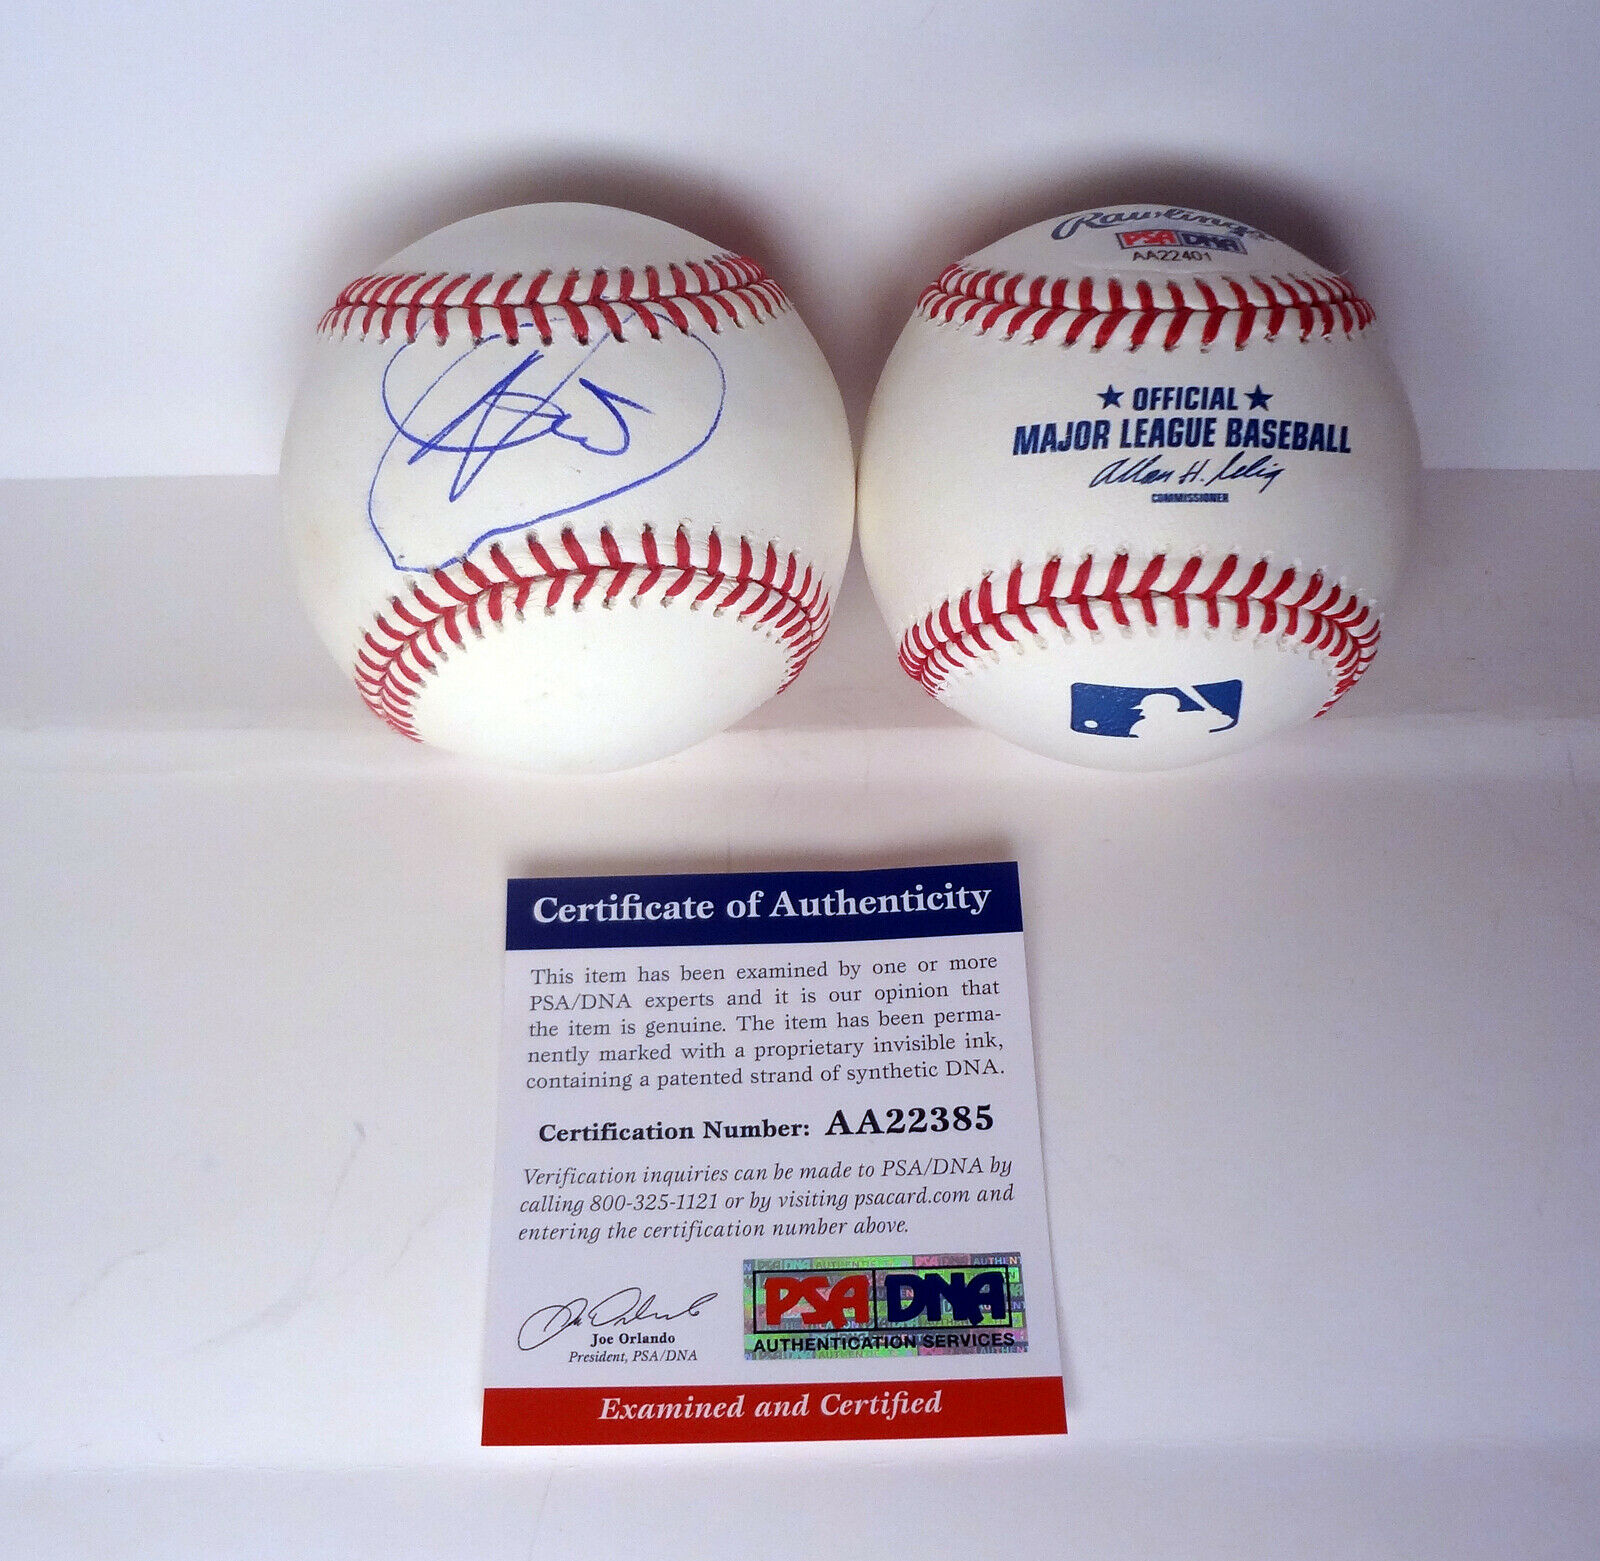 Rawlings
PSA DNA
AA22401
★ OFFICIAL ★
MAJOR LEAGUE BASEBALL
Allan H. Selig
COMMISSIONER
Certificate of Authenticity
This item has been examined by one or more
PSA/DNA experts and it is our opinion that
the item is genuine. The item has been perma-
nently marked with a proprietary invisible ink,
containing a patented strand of synthetic DNA.
Certification Number: AA22385
Verification inquiries can be made to PSA/DNA by
calling 800-325-1121 or by visiting psacard.com and
entering the certification number above.
Joe Orlando
Joe Orlando
President, PSA/DNA
PSA DNA
AUTHENTICATION SERVICES
Examined and Certified